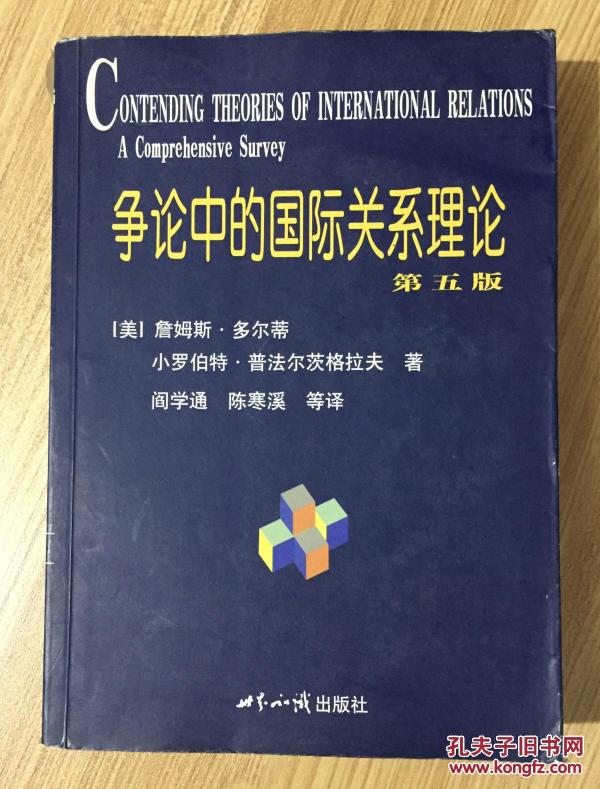 CONTENDING THEORIES OF INTERNATIONAL RELATIONS
A Comprehensive Survey
争论中的国际关系理论
第五版
[美] 詹姆斯·多尔蒂
小罗伯特·普法尔茨格拉夫 著
阎学通 陈寒溪 等译
世界知识出版社
孔夫子旧书网
www.kongfz.com